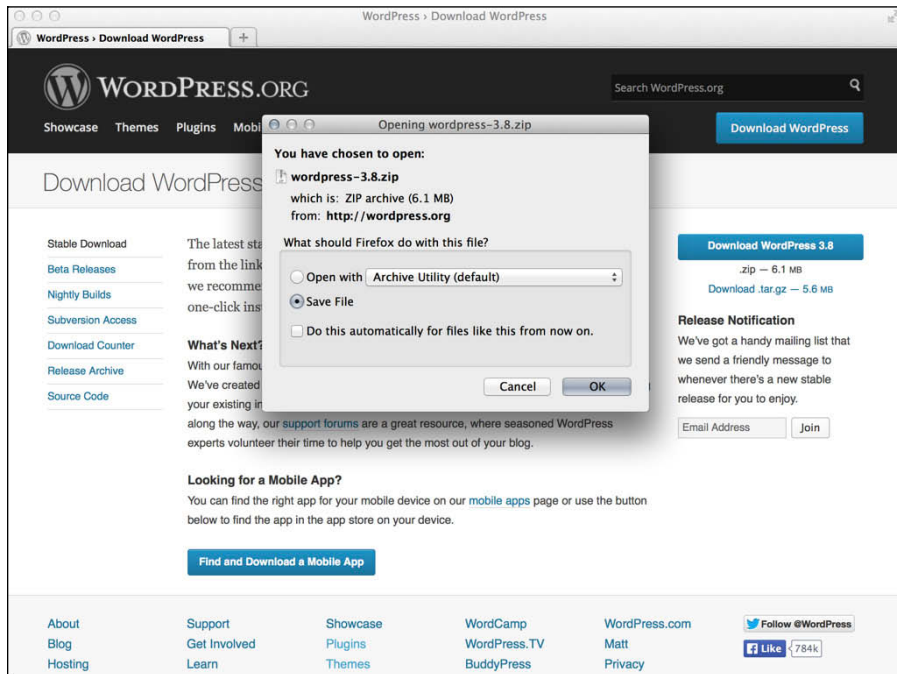 WordPress › Download WordPress
WordPress › Download WordPress
WORDPRESS.ORG
Search WordPress.org
Showcase Themes Plugins Mobi
Download WordPress
Opening wordpress-3.8.zip
You have chosen to open:
wordpress-3.8.zip
which is: ZIP archive (6.1 MB)
from: http://wordpress.org
What should Firefox do with this file?
Open with Archive Utility (default)
Save File
Do this automatically for files like this from now on.
Cancel OK
Download WordPress
Stable Download
Beta Releases
Nightly Builds
Subversion Access
Download Counter
Release Archive
Source Code
The latest sta
from the link
we recomme
one-click ins
What's Next?
With our famou
We've created
your existing in
along the way, our support forums are a great resource, where seasoned WordPress
experts volunteer their time to help you get the most out of your blog.
Looking for a Mobile App?
You can find the right app for your mobile device on our mobile apps page or use the button
below to find the app in the app store on your device.
Find and Download a Mobile App
Download WordPress 3.8
.zip — 6.1 MB
Download .tar.gz — 5.6 MB
Release Notification
We've got a handy mailing list that
we send a friendly message to
whenever there's a new stable
release for you to enjoy.
Email Address Join
About Support Showcase WordCamp WordPress.com Follow @WordPress
Blog Get Involved Plugins WordPress.TV Matt Like 784k
Hosting Learn Themes BuddyPress Privacy